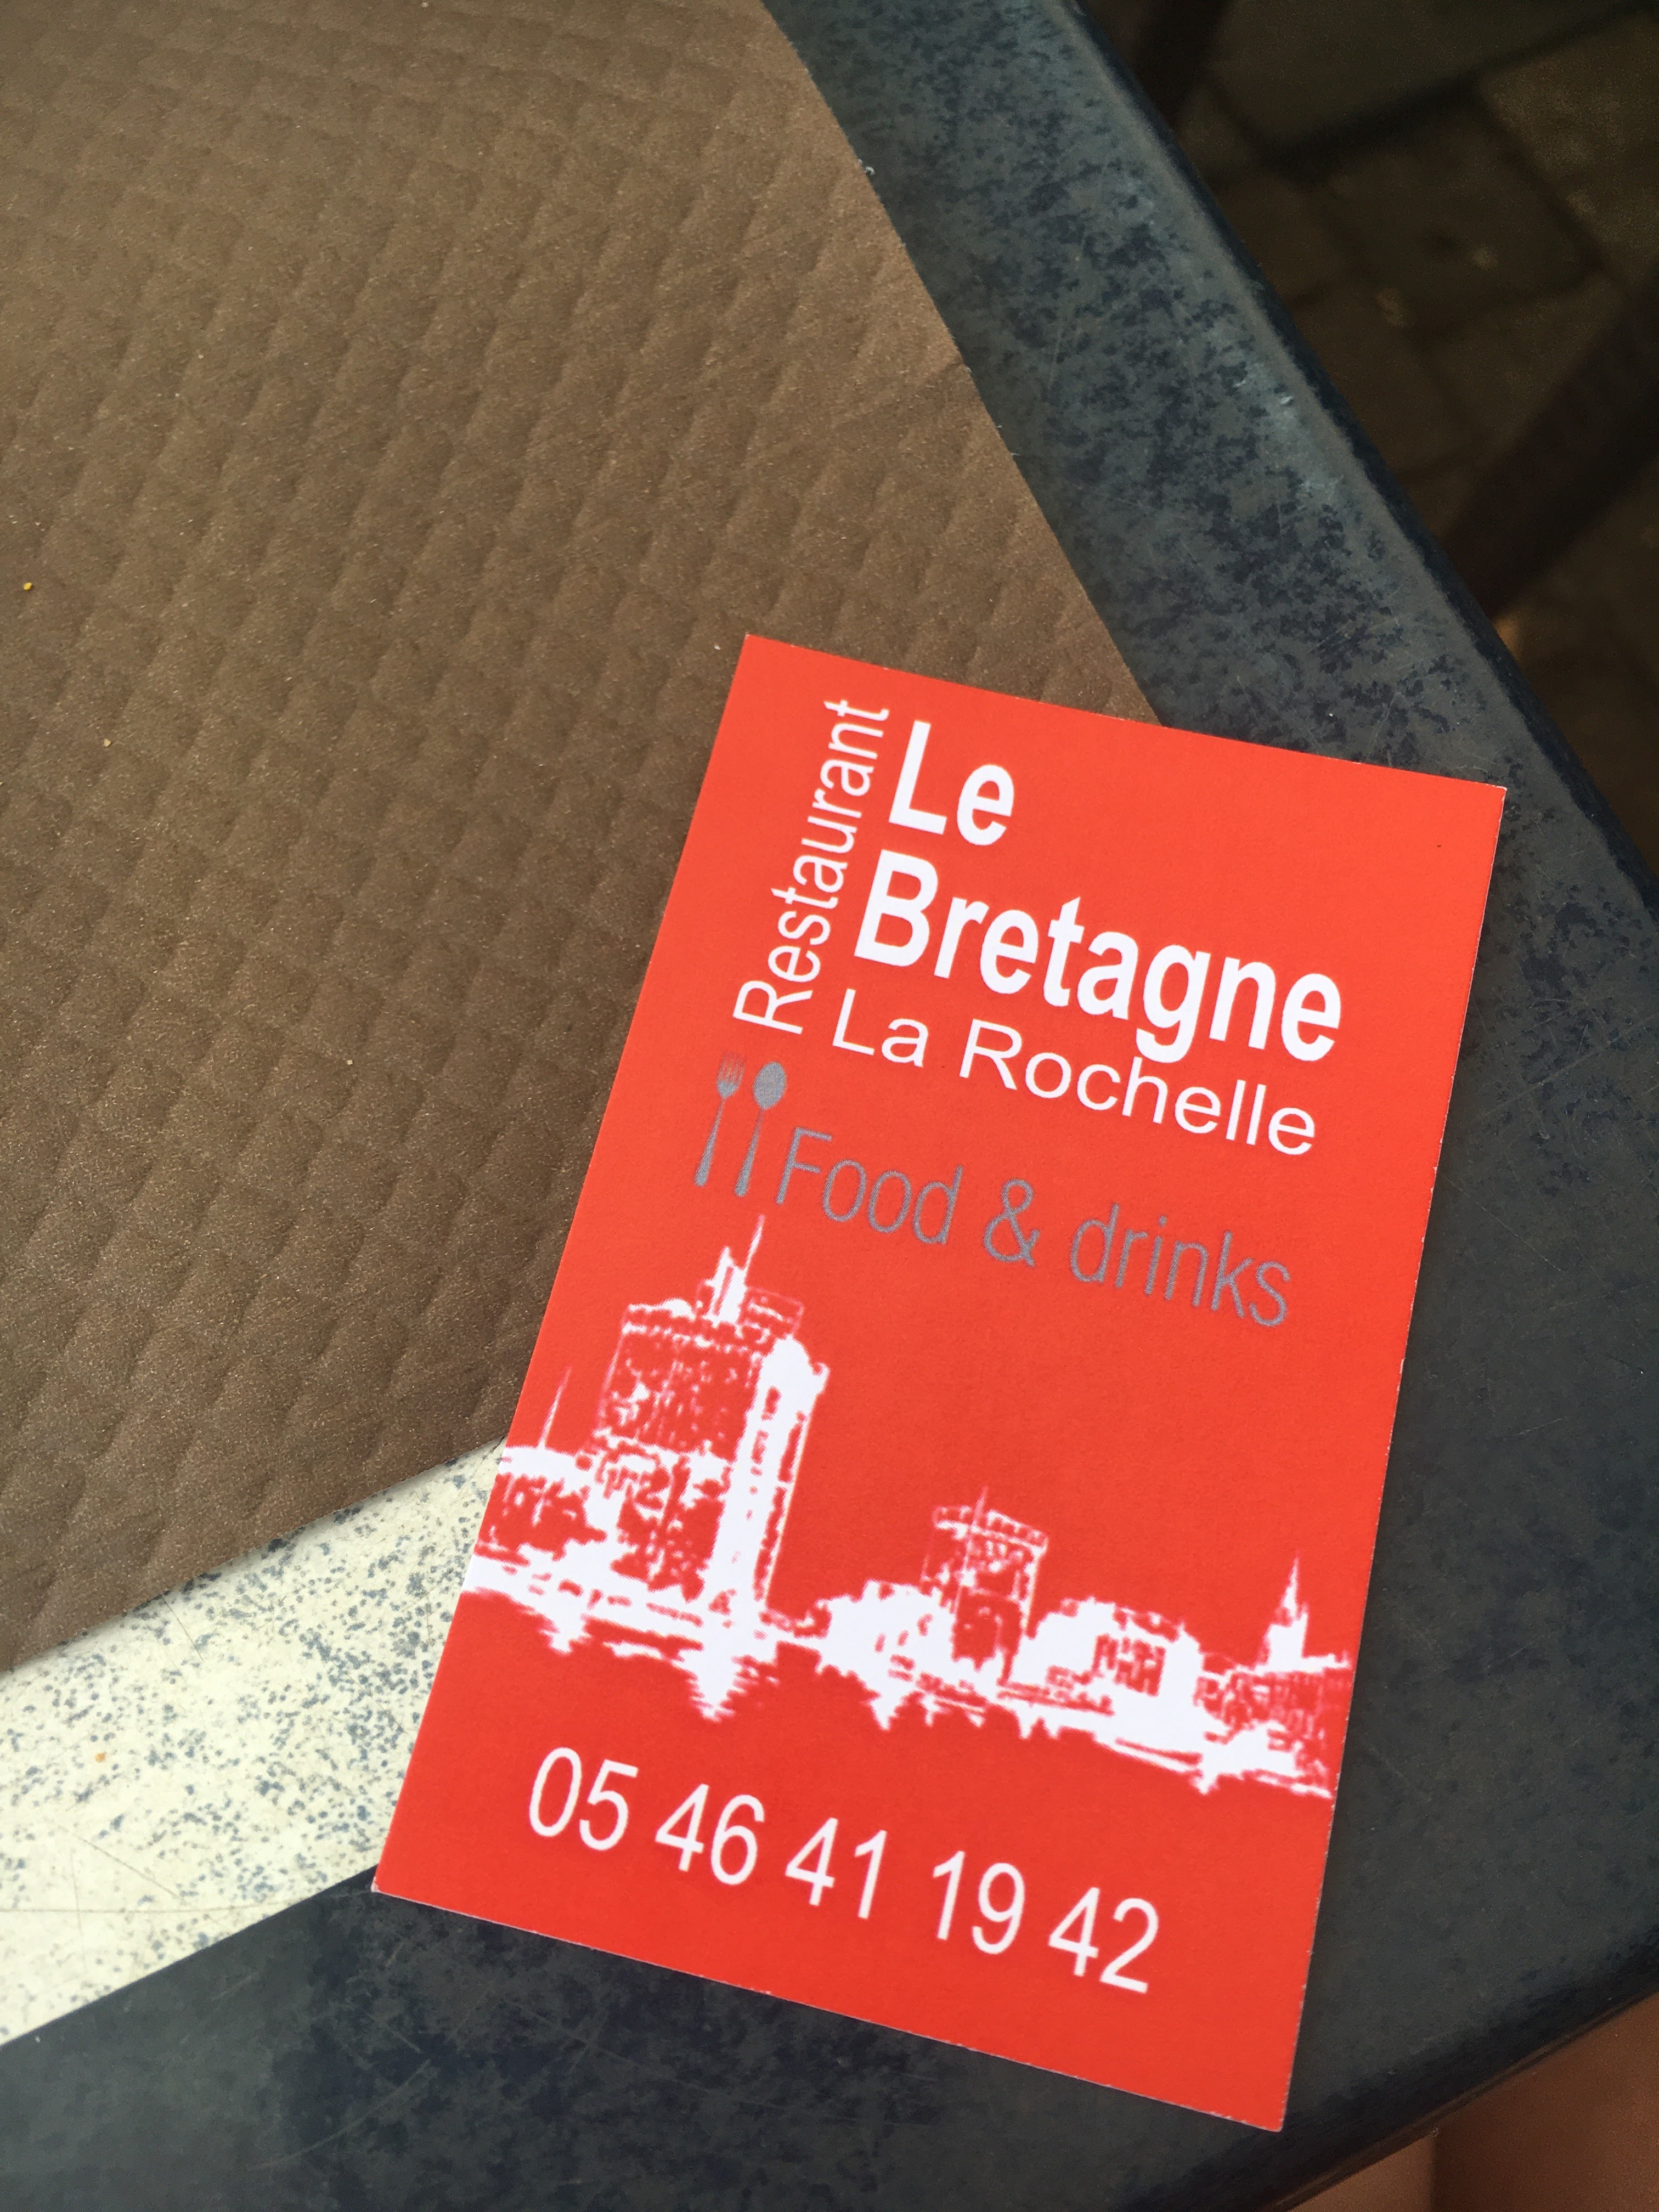 Restaurant
Le
Bretagne
La Rochelle
Food & drinks
05 46 41 19 42